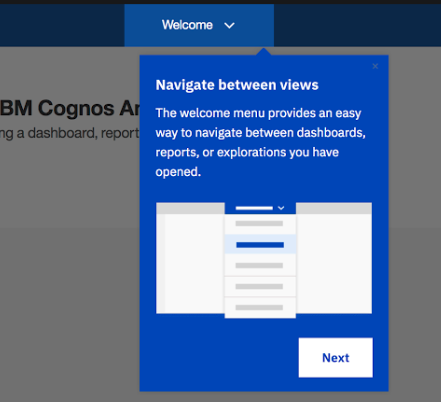 Welcome
Navigate between views
BM Cognos An
ng a dashboard, report
The welcome menu provides an easy
way to navigate between dashboards,
reports, or explorations you have
opened.
Next